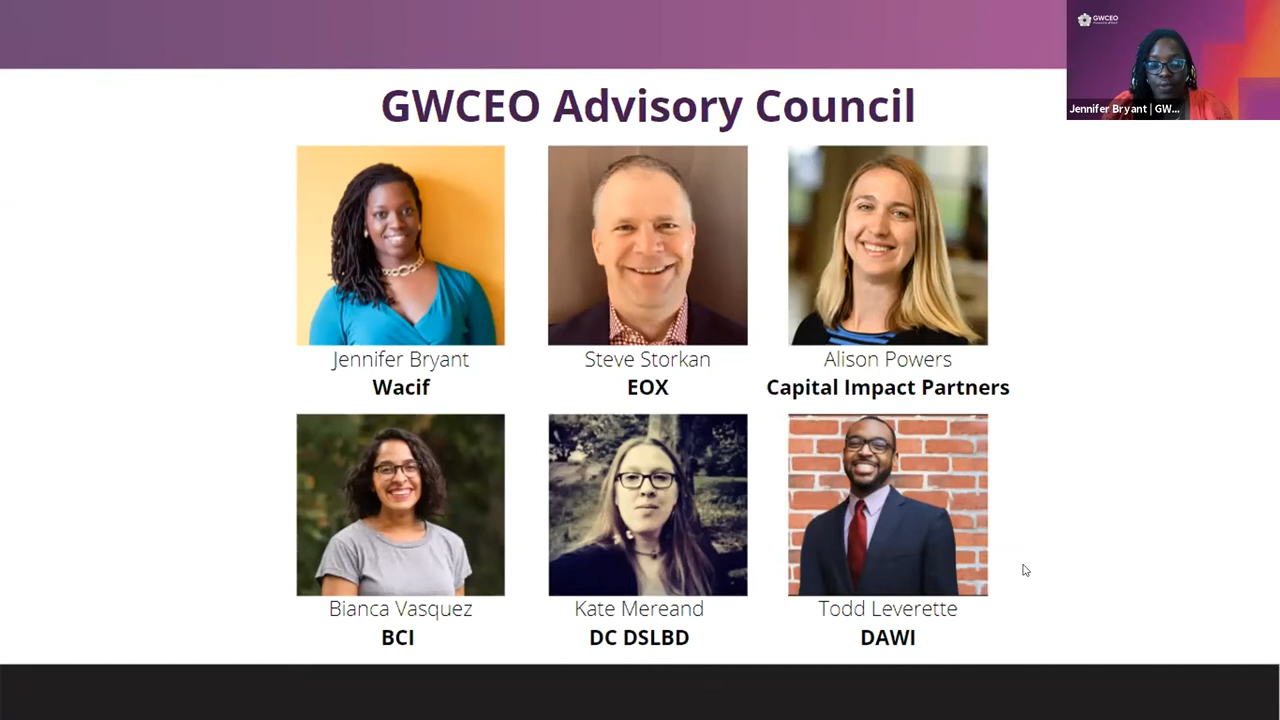 GWCEO
GWCEO Advisory Council
Jennifer Bryant | GW...
Jennifer Bryant
Wacif
Steve Storkan
EOX
Alison Powers
Capital Impact Partners
Bianca Vasquez
BCI
Kate Mereand
DC DSLBD
Todd Leverette
DAWI